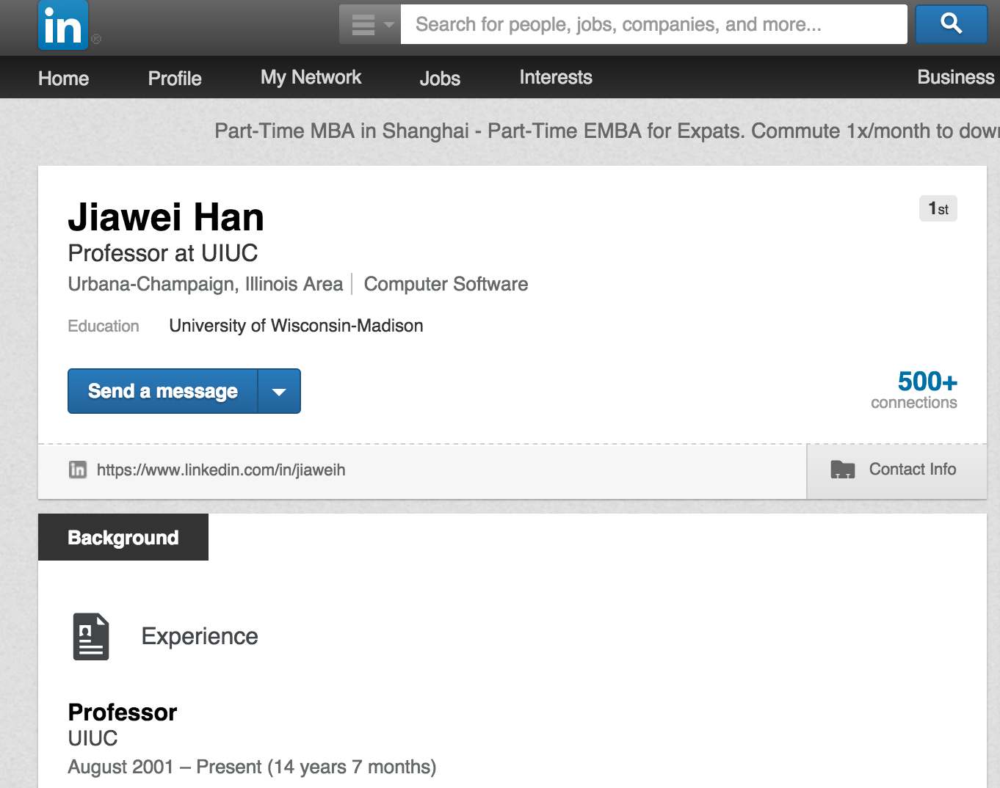 in ®
Search for people, jobs, companies, and more...
Home Profile My Network Jobs Interests Business
Part-Time MBA in Shanghai - Part-Time EMBA for Expats. Commute 1x/month to
Jiawei Han
1st
Professor at UIUC
Urbana-Champaign, Illinois Area Computer Software
Education University of Wisconsin-Madison
Send a message
500+
connections
in https://www.linkedin.com/in/jiaweih
Contact Info
Background
Experience
Professor
UIUC
August 2001 – Present (14 years 7 months)